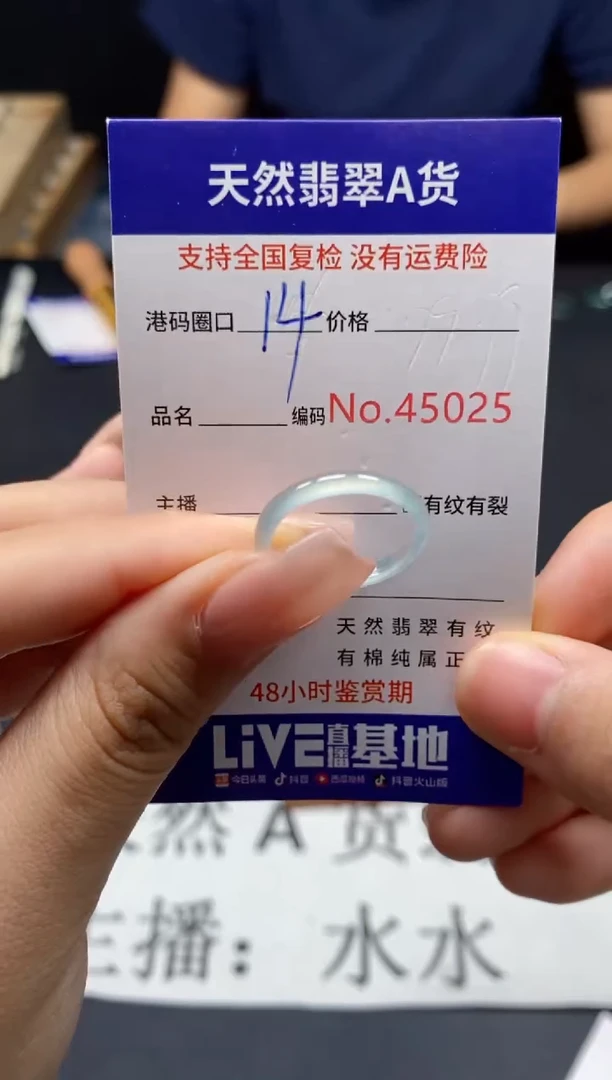 天然翡翠A货
支持全国复检 没有运费险
港码圈口 14 价格
品名 编码 No.45025
主播 有纹有裂
天然翡翠有纹
有棉纯属正
48小时鉴赏期
LiVE直播基地
今日头条 抖音 西瓜视频 抖音火山版
然A货
主播：水水